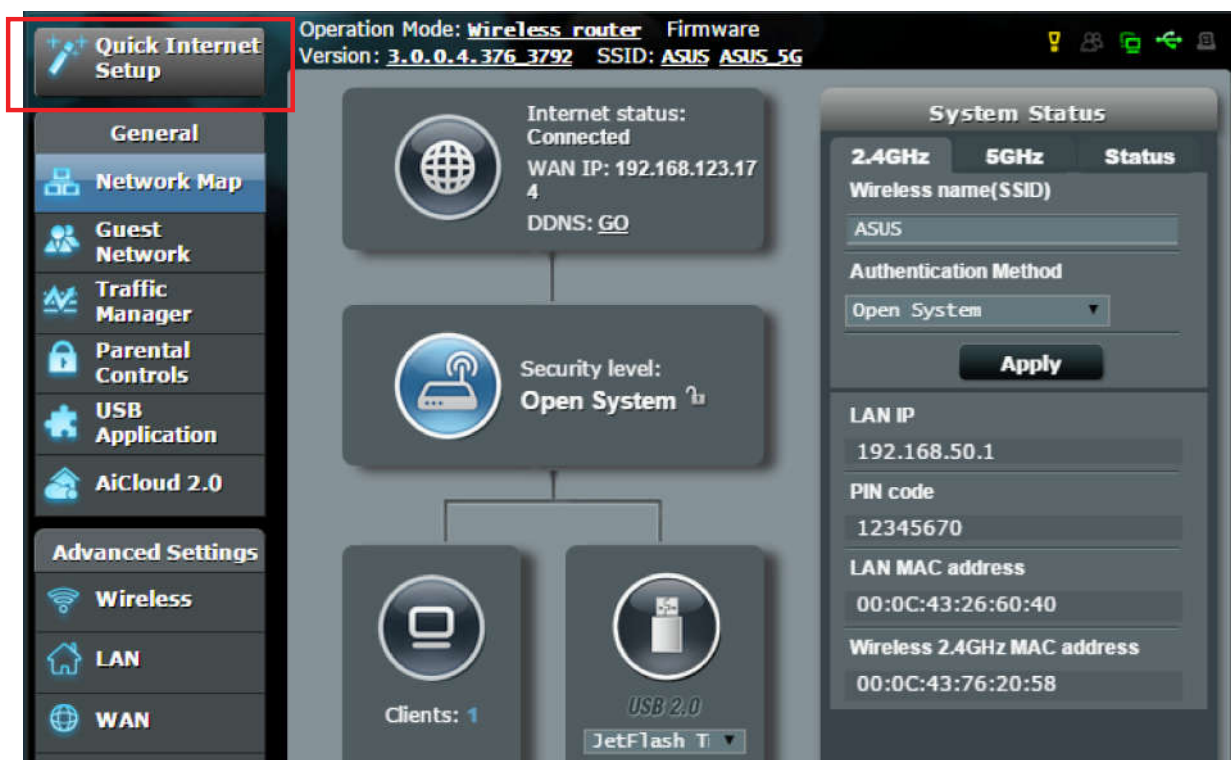 Quick Internet
Setup
Operation Mode: Wireless router Firmware
Version: 3.0.0.4.376_3792 SSID: ASUS ASUS_5G
General
Network Map
Guest
Network
Traffic
Manager
Parental
Controls
USB
Application
AiCloud 2.0
Advanced Settings
Wireless
LAN
WAN
Internet status:
Connected
WAN IP: 192.168.123.17
4
DDNS: GO
Security level:
Open System
Clients: 1
USB 2.0
JetFlash T
System Status
2.4GHz 5GHz Status
Wireless name(SSID)
ASUS
Authentication Method
Open System
Apply
LAN IP
192.168.50.1
PIN code
12345670
LAN MAC address
00:0C:43:26:60:40
Wireless 2.4GHz MAC address
00:0C:43:76:20:58